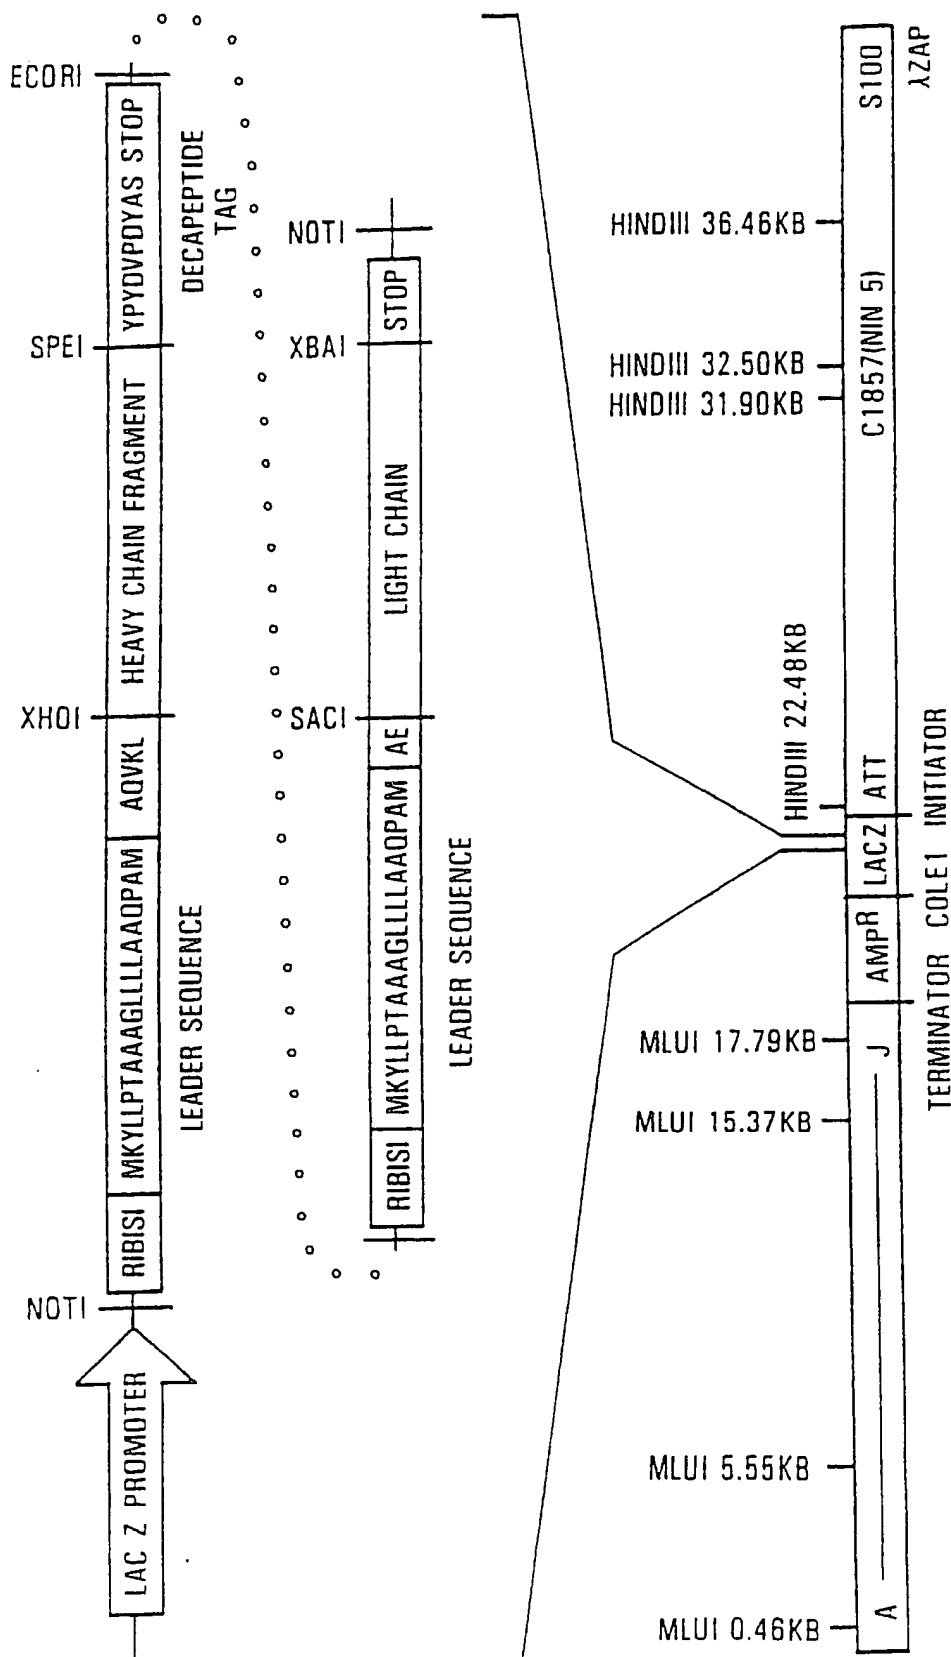 LAC Z PROMOTER
NOTI
RIBISI
MKYLLPTAAAGLLLLAAQPAM
LEADER SEQUENCE
AQVKL
XHOI
HEAVY CHAIN FRAGMENT
SPEI
YPYDVPDYAS STOP
DECAPEPTIDE
TAG
ECORI
RIBISI
MKYLLPTAAAGLLLLAAQPAM
LEADER SEQUENCE
AE
SACI
LIGHT CHAIN
XBAI
STOP
NOTI
MLUI 0.46KB
MLUI 5.55KB
MLUI 15.37KB
MLUI 17.79KB
HINDIII 22.48KB
HINDIII 31.90KB
HINDIII 32.50KB
HINDIII 36.46KB
A
J
AMPR
LACZ
ATT
C1857(NIN 5)
S100
TERMINATOR COLE1 INITIATOR
λZAP